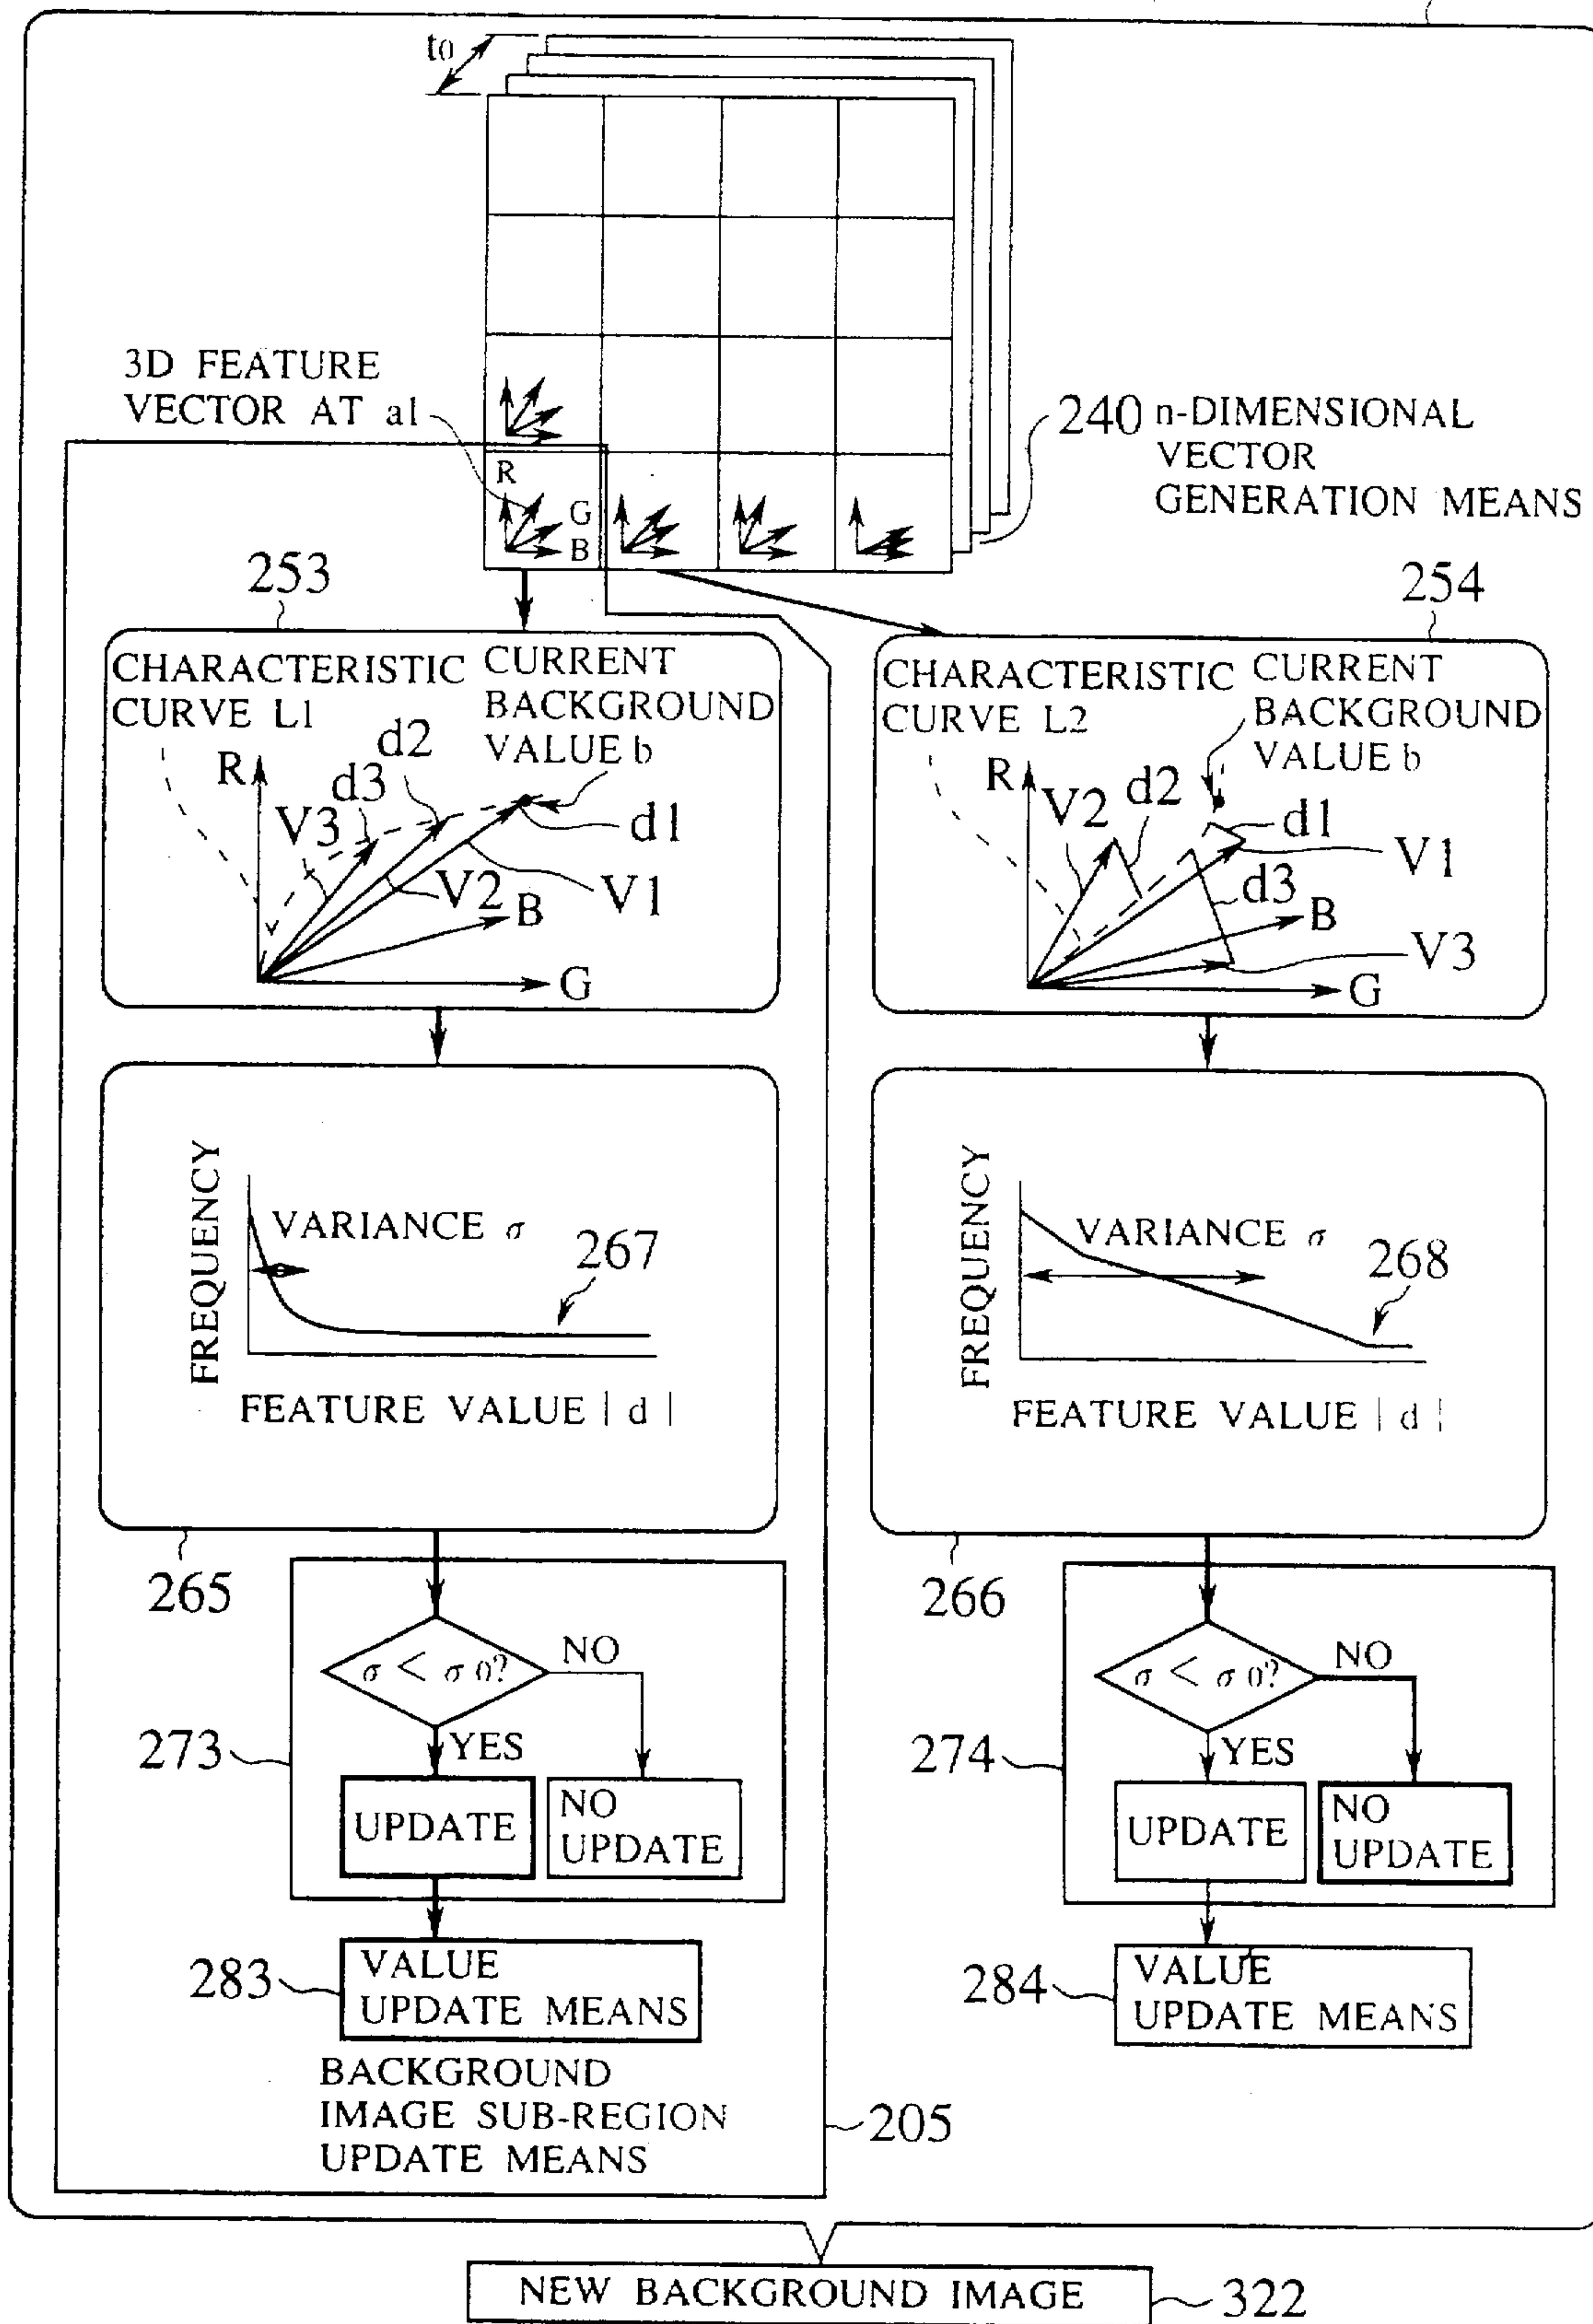 t0
3D FEATURE
VECTOR AT a1
240 n-DIMENSIONAL
VECTOR
GENERATION MEANS
R
G
B
253
254
CHARACTERISTIC
CURVE L1
CURRENT
BACKGROUND
VALUE b
R
V3
d3
d2
d1
V2
V1
B
G
CHARACTERISTIC
CURVE L2
CURRENT
BACKGROUND
VALUE b
R
V2
d2
d1
V1
d3
B
V3
G
FREQUENCY
VARIANCE σ
267
FEATURE VALUE | d |
265
FREQUENCY
VARIANCE σ
268
FEATURE VALUE | d |
266
σ < σ 0?
NO
YES
273
UPDATE
NO
UPDATE
283
VALUE
UPDATE MEANS
BACKGROUND
IMAGE SUB-REGION
UPDATE MEANS
205
σ < σ 0?
NO
YES
274
UPDATE
NO
UPDATE
284
VALUE
UPDATE MEANS
NEW BACKGROUND IMAGE
322